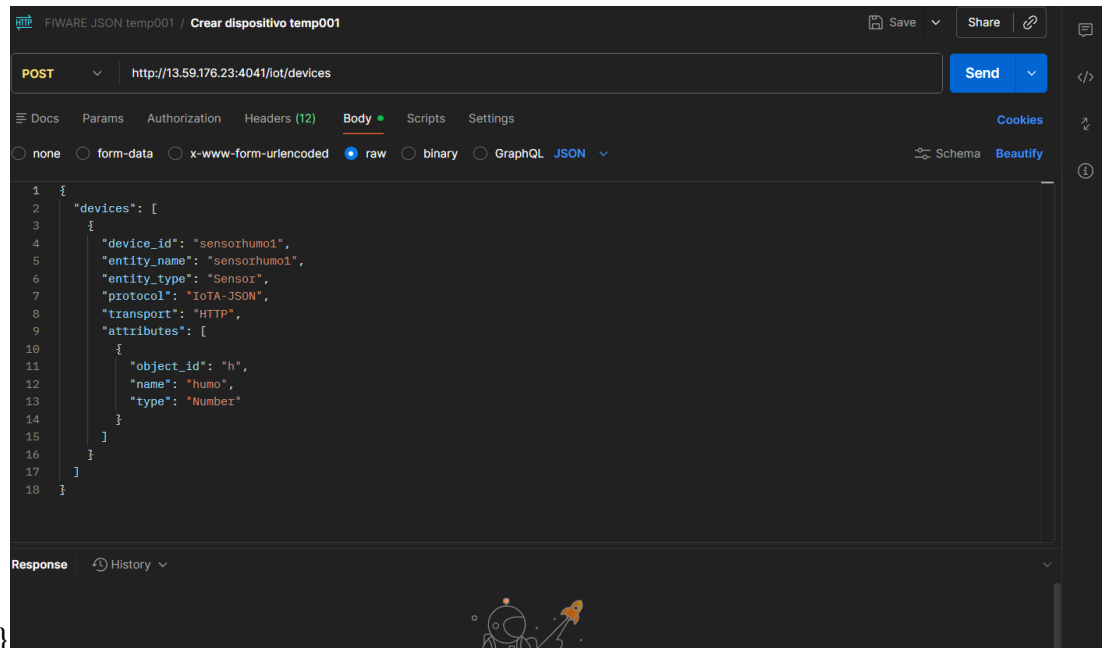 HTTP FIWARE JSON temp001 / Crear dispositivo temp001 Save Share
POST http://13.59.176.23:4041/iot/devices Send
Docs Params Authorization Headers (12) Body Scripts Settings Cookies
none form-data x-www-form-urlencoded raw binary GraphQL JSON Schema Beautify
1 {
2 "devices": [
3 {
4 "device_id": "sensorhumo1",
5 "entity_name": "sensorhumo1",
6 "entity_type": "Sensor",
7 "protocol": "IoTA-JSON",
8 "transport": "HTTP",
9 "attributes": [
10 {
11 "object_id": "h",
12 "name": "humo",
13 "type": "Number"
14 }
15 ]
16 }
17 ]
18 }
Response History
}